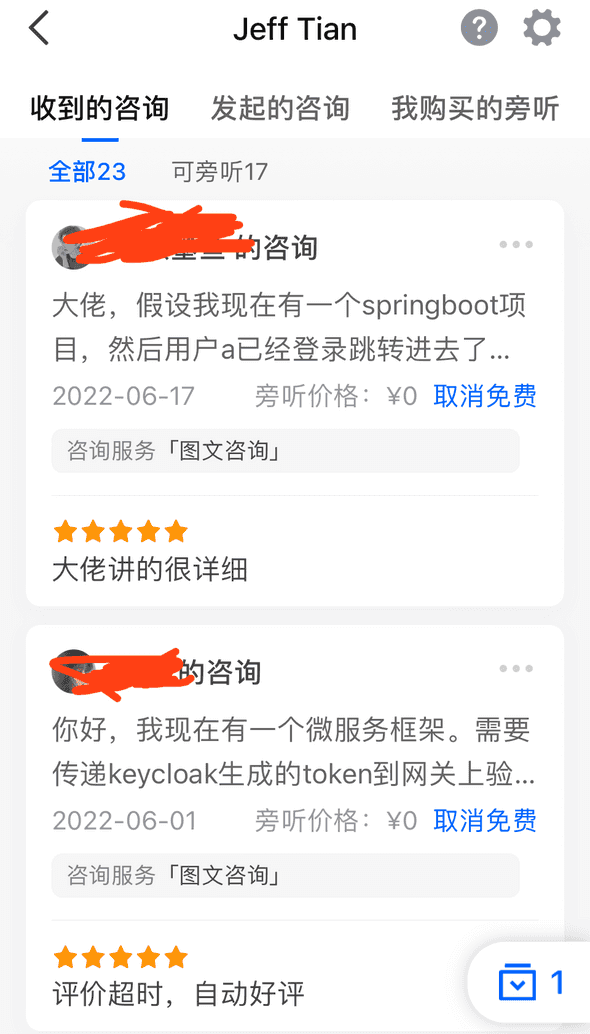 Jeff Tian
收到的咨询 发起的咨询 我购买的旁听
全部23 可旁听17
的咨询
大佬，假设我现在有一个springboot项
目，然后用户a已经登录跳转进去了...
2022-06-17 旁听价格：¥0 取消免费
咨询服务「图文咨询」
大佬讲的很详细
的咨询
你好，我现在有一个微服务框架。需要
传递keycloak生成的token到网关上验...
2022-06-01 旁听价格：¥0 取消免费
咨询服务「图文咨询」
评价超时，自动好评
1